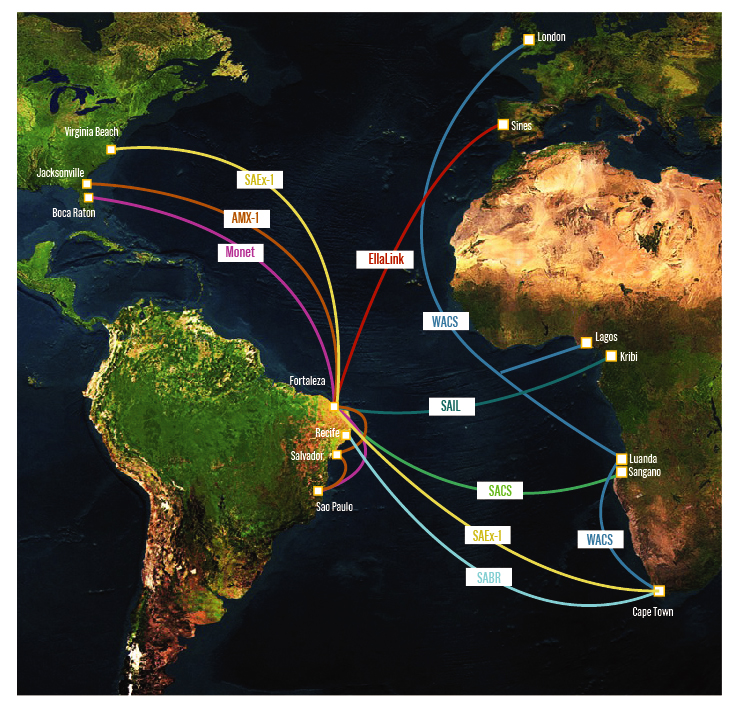 London
Sines
Virginia Beach
SAEx-1
Jacksonville
AMX-1
Boca Raton
Monet
EllaLink
WACS
Lagos
Kribi
Fortaleza
SAIL
Recife
Salvador
Luanda
Sangano
SACS
Sao Paulo
SAEx-1
WACS
SABR
Cape Town